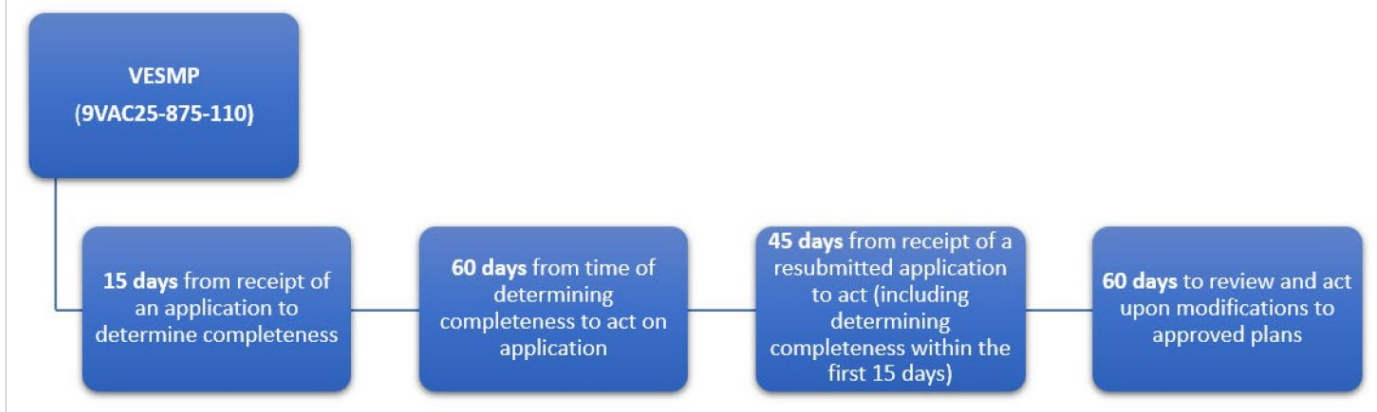 VESMP
(9VAC25-875-110)
15 days from receipt of
an application to
determine completeness
60 days from time of
determining
completeness to act on
application
45 days from receipt of a
resubmitted application
to act (including
determining
completeness within the
first 15 days)
60 days to review and act
upon modifications to
approved plans